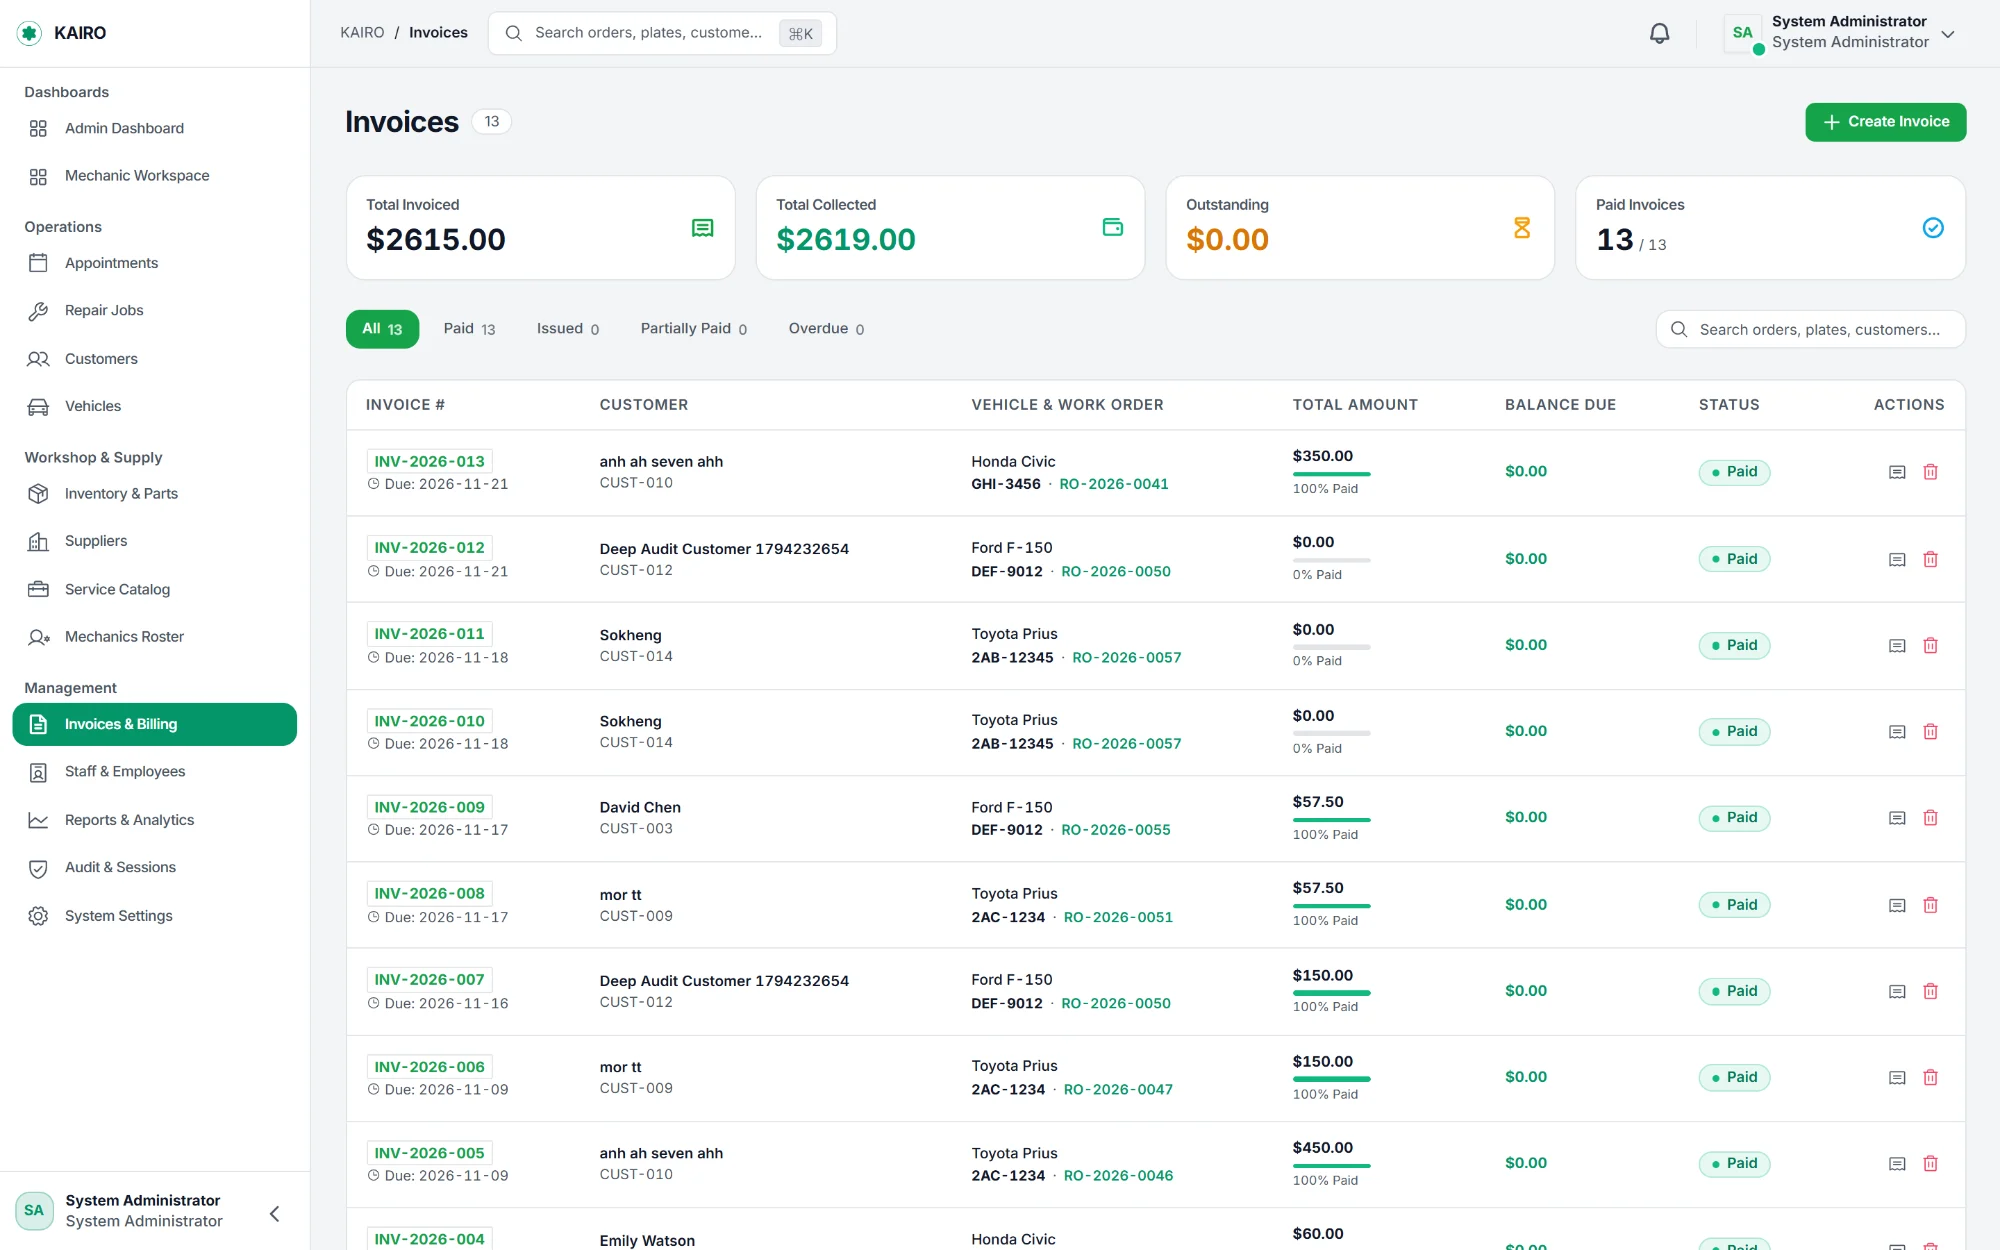 KAIRO
KAIRO / Invoices
Search orders, plates, custome... ⌘K
SA
System Administrator
System Administrator
Dashboards
Admin Dashboard
Mechanic Workspace
Operations
Appointments
Repair Jobs
Customers
Vehicles
Workshop & Supply
Inventory & Parts
Suppliers
Service Catalog
Mechanics Roster
Management
Invoices & Billing
Staff & Employees
Reports & Analytics
Audit & Sessions
System Settings
SA
System Administrator
System Administrator
Invoices 13
Create Invoice
Total Invoiced
$2615.00
Total Collected
$2619.00
Outstanding
$0.00
Paid Invoices
13 / 13
All 13 Paid 13 Issued 0 Partially Paid 0 Overdue 0
Search orders, plates, customers...
INVOICE # CUSTOMER VEHICLE & WORK ORDER TOTAL AMOUNT BALANCE DUE STATUS ACTIONS
INV-2026-013
Due: 2026-11-21
anh ah seven ahh
CUST-010
Honda Civic
GHI-3456 · RO-2026-0041
$350.00
100% Paid
$0.00
Paid
INV-2026-012
Due: 2026-11-21
Deep Audit Customer 1794232654
CUST-012
Ford F-150
DEF-9012 · RO-2026-0050
$0.00
0% Paid
$0.00
Paid
INV-2026-011
Due: 2026-11-18
Sokheng
CUST-014
Toyota Prius
2AB-12345 · RO-2026-0057
$0.00
0% Paid
$0.00
Paid
INV-2026-010
Due: 2026-11-18
Sokheng
CUST-014
Toyota Prius
2AB-12345 · RO-2026-0057
$0.00
0% Paid
$0.00
Paid
INV-2026-009
Due: 2026-11-17
David Chen
CUST-003
Ford F-150
DEF-9012 · RO-2026-0055
$57.50
100% Paid
$0.00
Paid
INV-2026-008
Due: 2026-11-17
mor tt
CUST-009
Toyota Prius
2AC-1234 · RO-2026-0051
$57.50
100% Paid
$0.00
Paid
INV-2026-007
Due: 2026-11-16
Deep Audit Customer 1794232654
CUST-012
Ford F-150
DEF-9012 · RO-2026-0050
$150.00
100% Paid
$0.00
Paid
INV-2026-006
Due: 2026-11-09
mor tt
CUST-009
Toyota Prius
2AC-1234 · RO-2026-0047
$150.00
100% Paid
$0.00
Paid
INV-2026-005
Due: 2026-11-09
anh ah seven ahh
CUST-010
Toyota Prius
2AC-1234 · RO-2026-0046
$450.00
100% Paid
$0.00
Paid
INV-2026-004
Emily Watson
Honda Civic
$60.00
$0.00
Paid